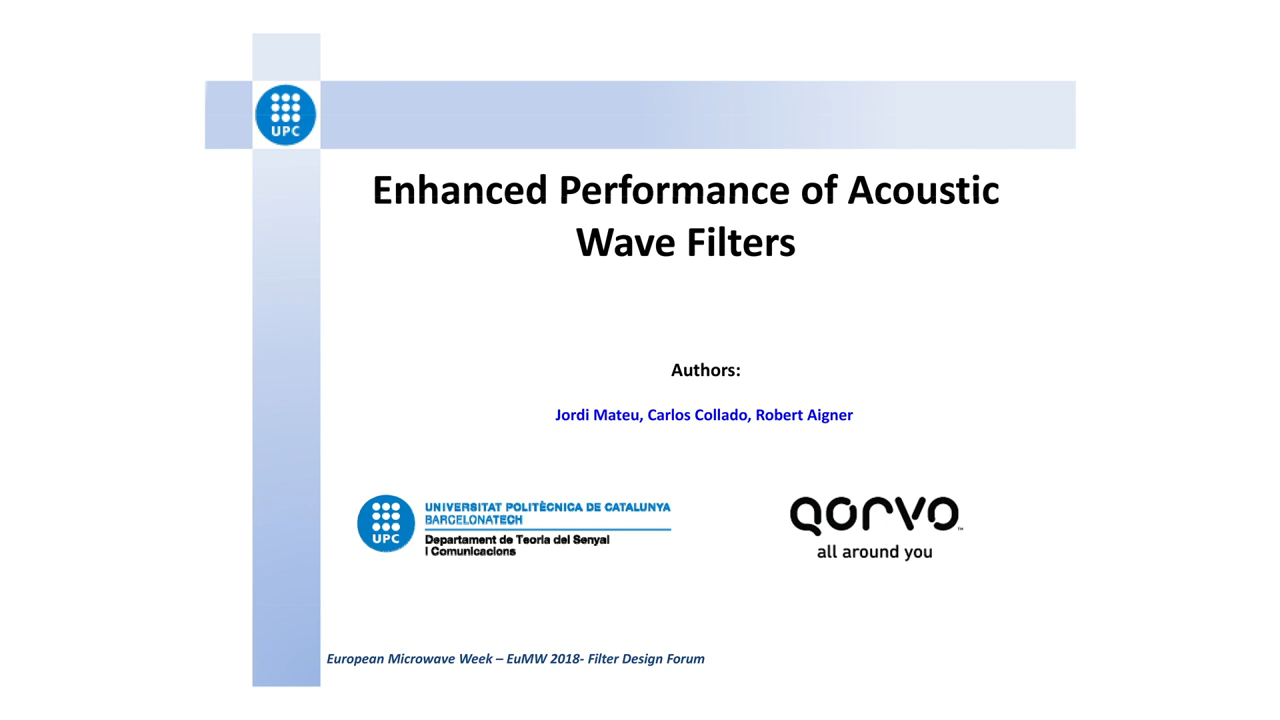 UPC
Enhanced Performance of Acoustic
Wave Filters
Authors:
Jordi Mateu, Carlos Collado, Robert Aigner
UPC
UNIVERSITAT POLITÈCNICA DE CATALUNYA
BARCELONATECH
Departament de Teoria del Senyal
i Comunicacions
QORVO™
all around you
European Microwave Week – EuMW 2018- Filter Design Forum